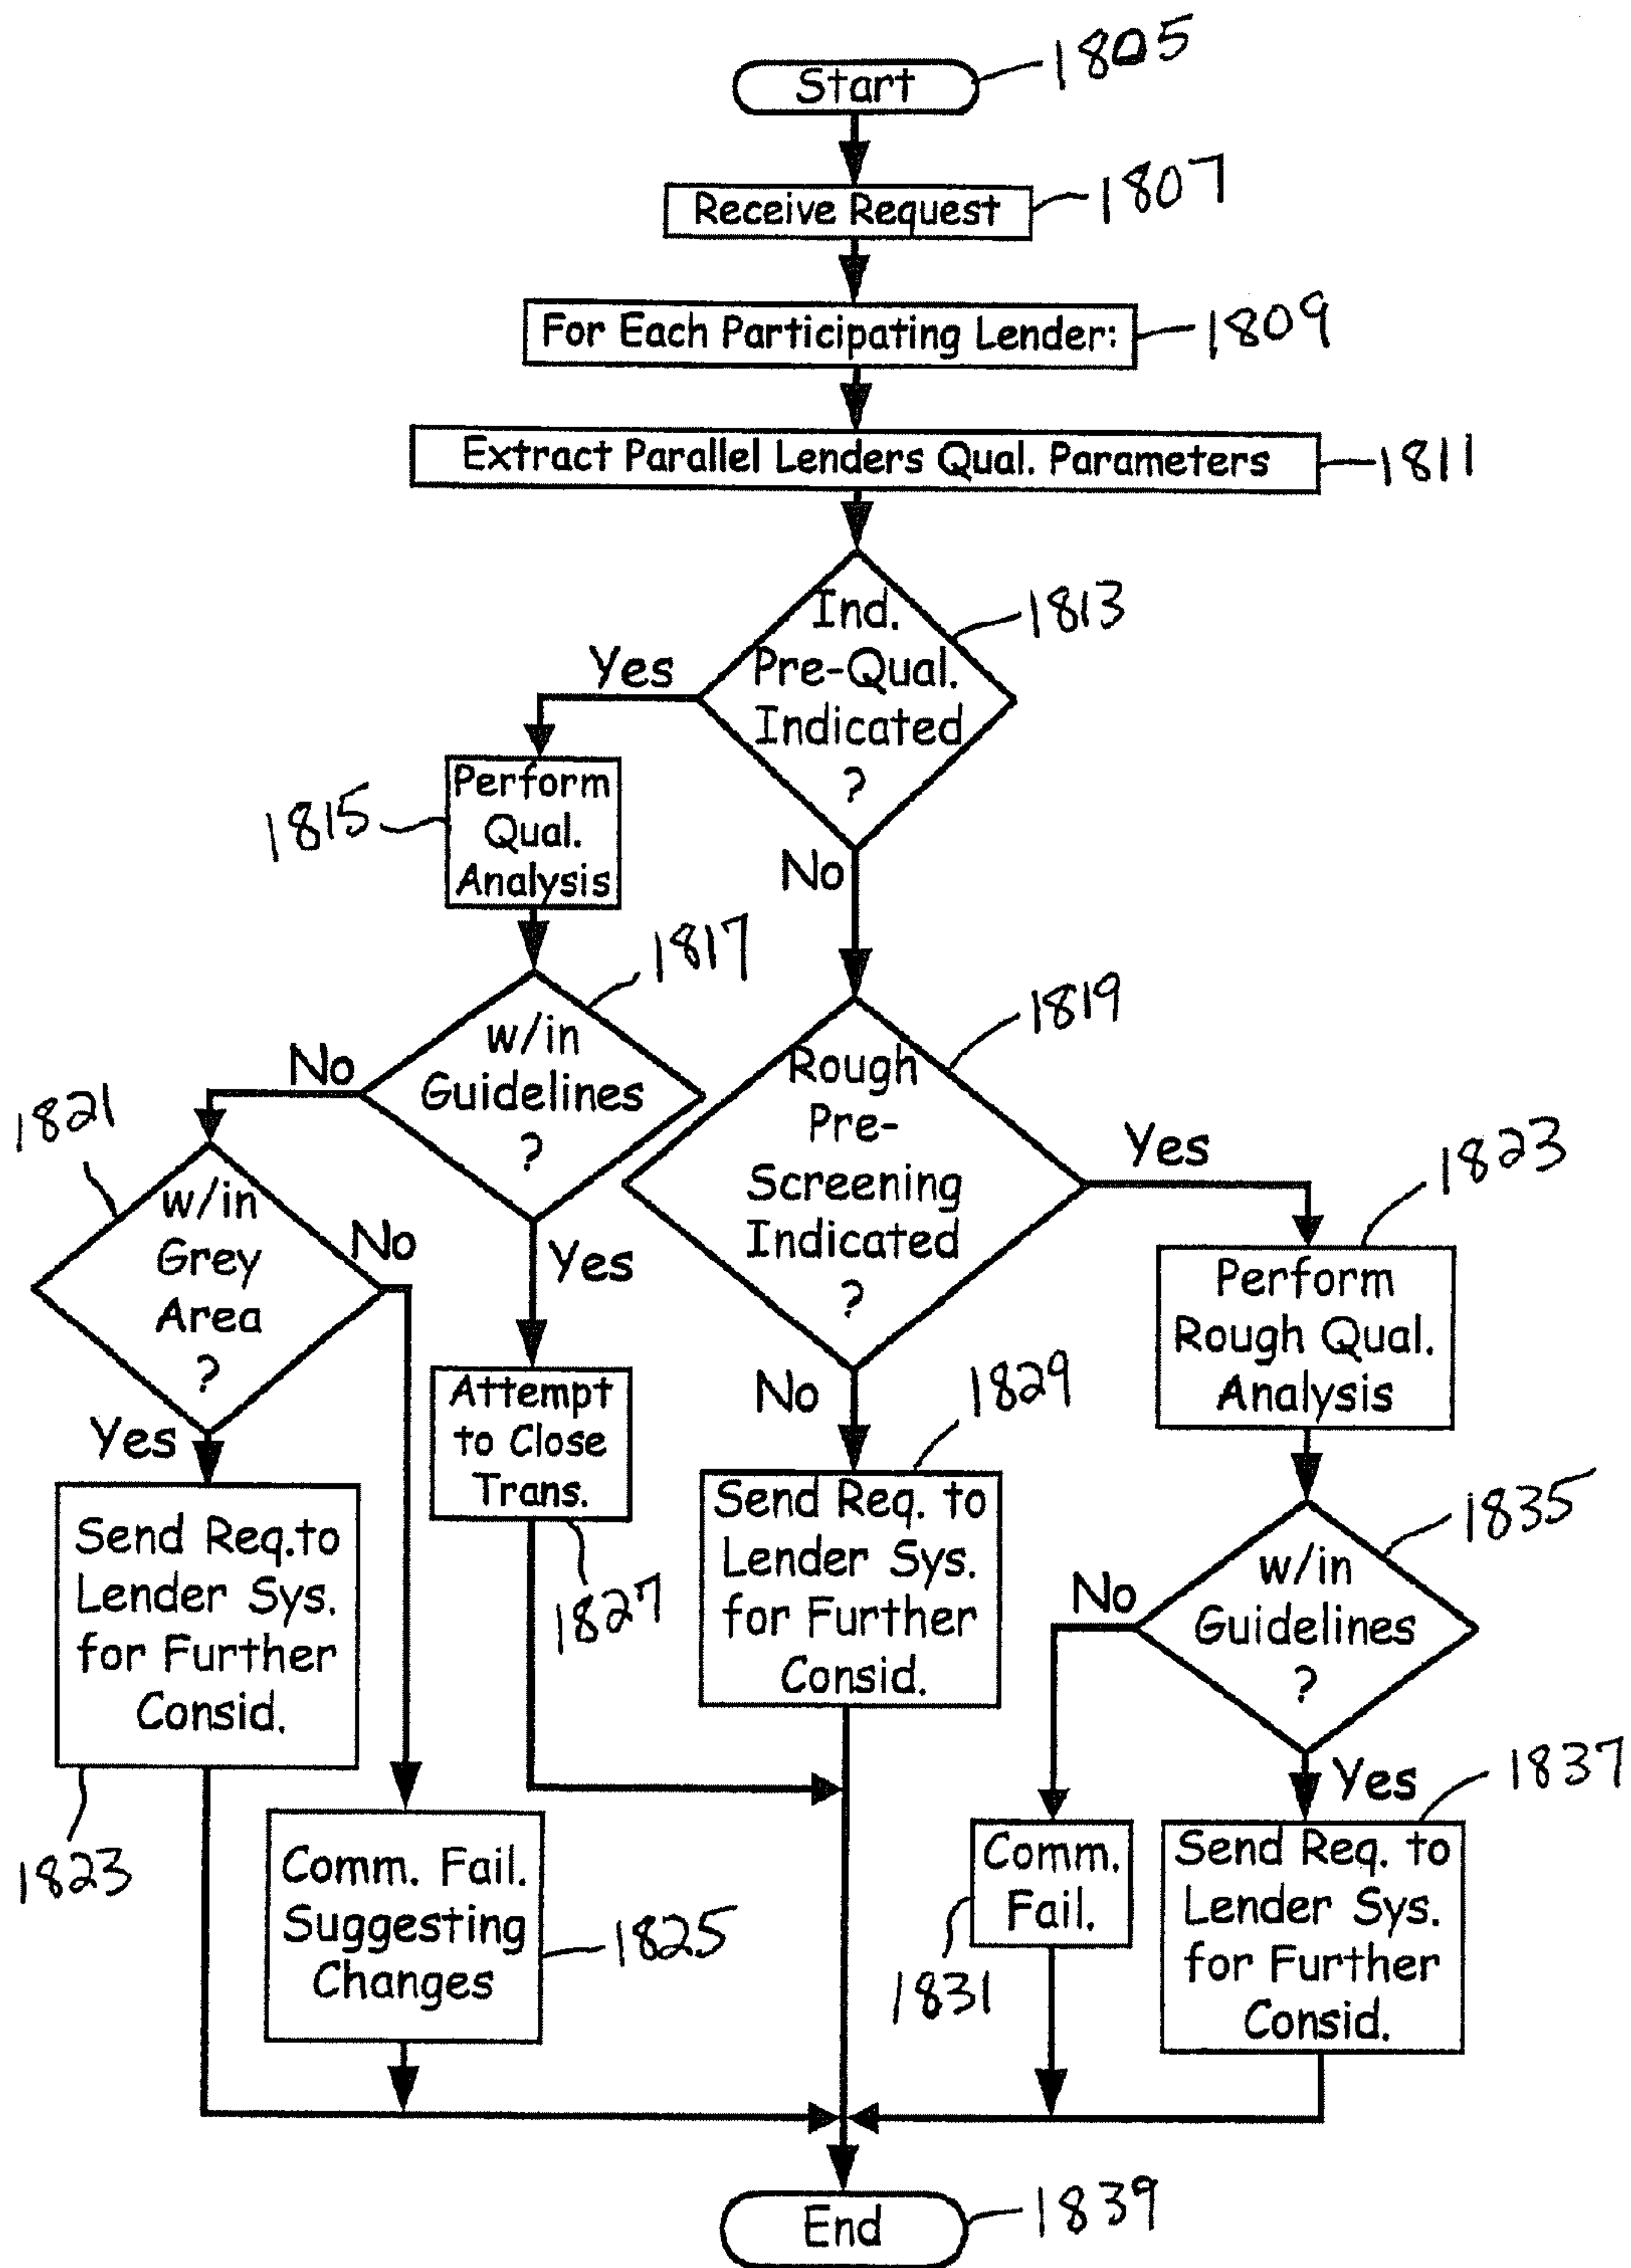 Start
1805
Receive Request
1807
For Each Participating Lender:
1809
Extract Parallel Lenders Qual. Parameters
1811
Ind.
Pre-Qual.
Indicated
?
1813
Yes
No
Perform
Qual.
Analysis
1815
w/in
Guidelines
?
1817
No
Yes
Rough
Pre-
Screening
Indicated
?
1819
Yes
No
w/in
Grey
Area
?
1821
No
Yes
Perform
Rough Qual.
Analysis
1823
Attempt
to Close
Trans.
1827
Send Req. to
Lender Sys.
for Further
Consid.
1829
Send Req.to
Lender Sys.
for Further
Consid.
1823
w/in
Guidelines
?
1835
No
Yes
Comm. Fail.
Suggesting
Changes
1825
Comm.
Fail.
1831
Send Req. to
Lender Sys.
for Further
Consid.
1837
End
1839